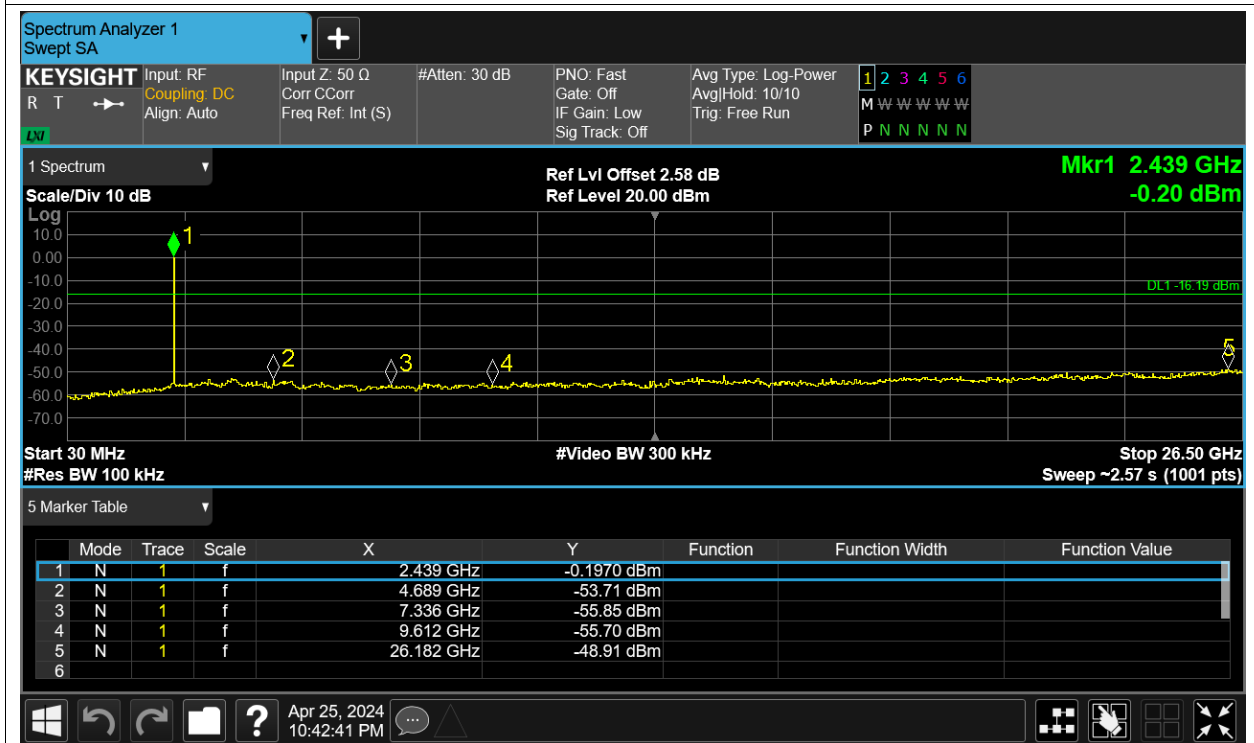 Spectrum Analyzer 1
Swept SA
KEYSIGHT
R T
LXI
Input: RF
Coupling: DC
Align: Auto
Input Z: 50 Ω
Corr CCorr
Freq Ref: Int (S)
#Atten: 30 dB
PNO: Fast
Gate: Off
IF Gain: Low
Sig Track: Off
Avg Type: Log-Power
Avg|Hold: 10/10
Trig: Free Run
1 2 3 4 5 6
M W W W W W
P N N N N N
1 Spectrum
Scale/Div 10 dB
Ref Lvl Offset 2.58 dB
Ref Level 20.00 dBm
Mkr1 2.439 GHz
-0.20 dBm
Log
10.0
0.00
-10.0
-20.0
-30.0
-40.0
-50.0
-60.0
-70.0
1
2
3
4
5
DL1 -16.19 dBm
Start 30 MHz
#Video BW 300 kHz
Stop 26.50 GHz
#Res BW 100 kHz
Sweep ~2.57 s (1001 pts)
5 Marker Table
Mode Trace Scale X Y Function Function Width Function Value
1 N 1 f 2.439 GHz -0.1970 dBm
2 N 1 f 4.689 GHz -53.71 dBm
3 N 1 f 7.336 GHz -55.85 dBm
4 N 1 f 9.612 GHz -55.70 dBm
5 N 1 f 26.182 GHz -48.91 dBm
6
?
Apr 25, 2024
10:42:41 PM